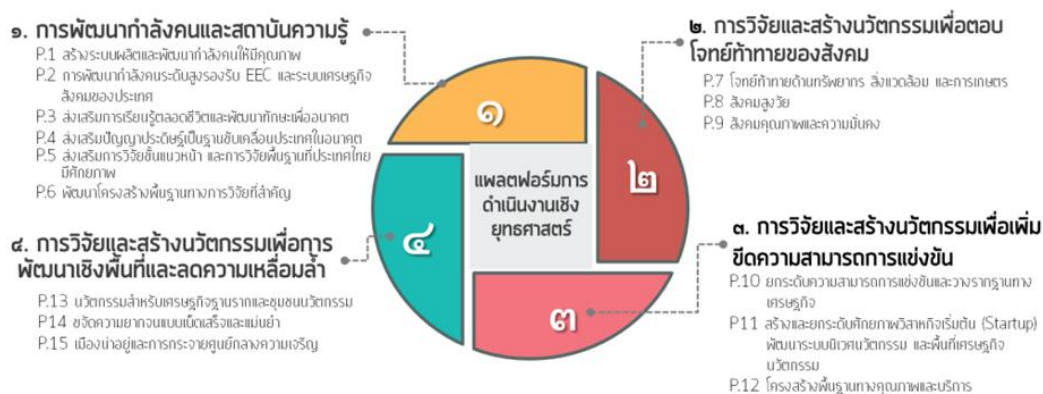 ๑. การพัฒนากำลังคนและสถาบันความรู้
P.1 สร้างระบบผลิตและพัฒนากำลังคนให้มีคุณภาพ
P.2 การพัฒนากำลังคนระดับสูงรองรับ EEC และระบบเศรษฐกิจ
สังคมของประเทศ
P.3 ส่งเสริมการเรียนรู้ตลอดชีวิตและพัฒนาทักษะเพื่ออนาคต
P.4 ส่งเสริมปัญญาประดิษฐ์เป็นฐานขับเคลื่อนประเทศในอนาคต
P.5 ส่งเสริมการวิจัยขั้นแนวหน้า และการวิจัยพื้นฐานที่ประเทศไทย
มีศักยภาพ
P.6 พัฒนาโครงสร้างพื้นฐานทางการวิจัยที่สำคัญ
๒. การวิจัยและสร้างนวัตกรรมเพื่อตอบ
โจทย์ท้าทายของสังคม
P.7 โจทย์ท้าทายด้านทรัพยากร สิ่งแวดล้อม และการเกษตร
P.8 สังคมสูงวัย
P.9 สังคมคุณภาพและความมั่นคง
๑
๒
แพลตฟอร์มการ
ดำเนินงานเชิง
ยุทธศาสตร์
๔
๓
๔. การวิจัยและสร้างนวัตกรรมเพื่อการ
พัฒนาเชิงพื้นที่และลดความเหลื่อมล้ำ
P.13 นวัตกรรมสำหรับเศรษฐกิจฐานรากและชุมชนนวัตกรรม
P14 ขจัดความยากจนแบบเบ็ดเสร็จและแม่นยำ
P.15 เมืองน่าอยู่และการกระจายศูนย์กลางความเจริญ
๓. การวิจัยและสร้างนวัตกรรมเพื่อเพิ่ม
ขีดความสามารถการแข่งขัน
P.10 ยกระดับความสามารถการแข่งขันและวางรากฐานทาง
เศรษฐกิจ
P11 สร้างและยกระดับศักยภาพวิสาหกิจเริ่มต้น (Startup)
พัฒนาระบบนิเวศนวัตกรรม และพื้นที่เศรษฐกิจ
นวัตกรรม
P.12 โครงสร้างพื้นฐานทางคุณภาพและบริการ